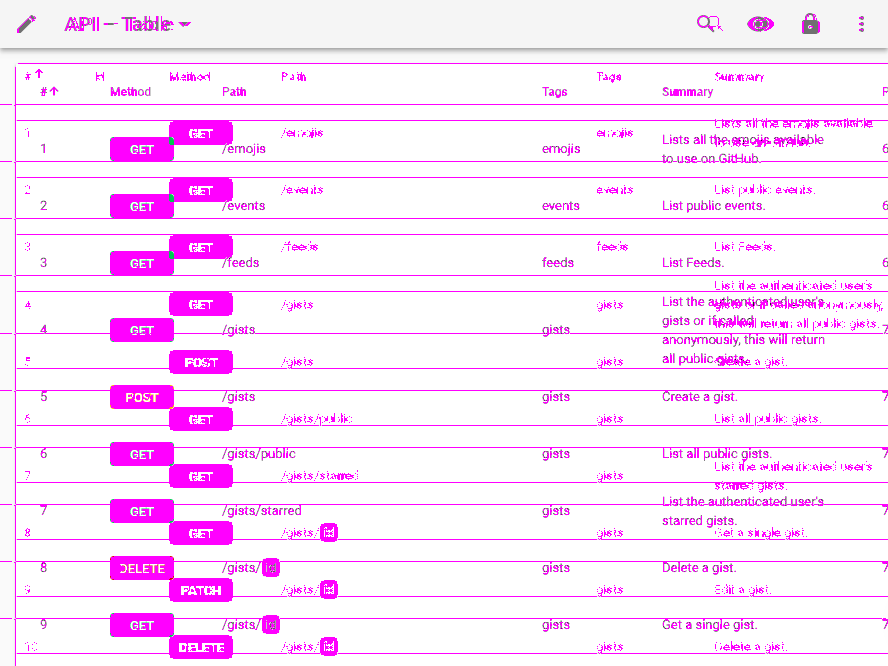 API – Table
# Id Method Path Tags Summary
# Method Path Tags Summary
1 GET /emojis emojis Lists all the emojis available
1 GET /emojis emojis Lists all the emojis available
to use on GitHub.
2 GET /events events List public events.
2 GET /events events List public events.
3 GET /feeds feeds List Feeds.
3 GET /feeds feeds List Feeds.
4 GET /gists gists List the authenticated user's
this will return all public gists.
4 GET /gists gists List the authenticated user's
gists or if called
anonymously, this will return
all public gists.
5 POST /gists gists Create a gist.
5 POST /gists gists Create a gist.
6 GET /gists/public gists List all public gists.
6 GET /gists/public gists List all public gists.
7 GET /gists/starred gists List the authenticated user's
starred gists.
7 GET /gists/starred gists List the authenticated user's
starred gists.
8 GET /gists/ id gists Get a single gist.
8 DELETE /gists/ id gists Delete a gist.
9 PATCH /gists/ id gists Edit a gist.
9 GET /gists/ id gists Get a single gist.
10 DELETE /gists/ id gists Delete a gist.